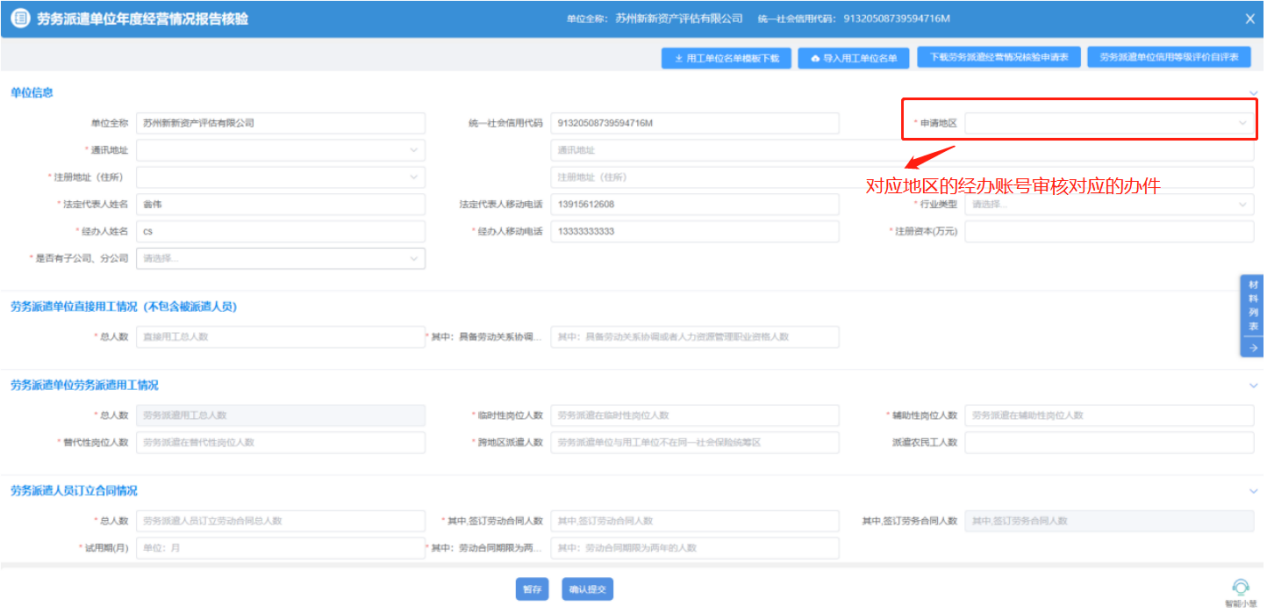 劳务派遣单位年度经营情况报告核验 单位全称: 苏州新新资产评估有限公司 统一社会信用代码: 91320508739594716M X
用工单位名单模板下载 导入用工单位名单 下载劳务派遣经营情况核验申请表 劳务派遣单位信用等级评价自评表
单位信息
单位全称 苏州新新资产评估有限公司 统一社会信用代码 91320508739594716M * 申请地区
* 通讯地址 通讯地址
* 注册地址（住所） 注册地址（住所）
对应地区的经办账号审核对应的办件
* 法定代表人姓名 翁伟 法定代表人移动电话 13915612608 * 行业类型 请选择...
* 经办人姓名 cs * 经办人移动电话 13333333333 * 注册资本(万元)
* 是否有子公司、分公司 请选择...
材料列表
劳务派遣单位直接用工情况（不包含被派遣人员）
* 总人数 直接用工总人数 * 其中：具备劳动关系协调... 其中：具备劳动关系协调或者人力资源管理职业资格人数
劳务派遣单位劳务派遣用工情况
* 总人数 劳务派遣用工总人数 * 临时性岗位人数 劳务派遣在临时性岗位人数 * 辅助性岗位人数 劳务派遣在辅助性岗位人数
* 替代性岗位人数 劳务派遣在替代性岗位人数 * 跨地区派遣人数 劳务派遣单位与用工单位不在同一社会保险统筹区 派遣农民工人数
劳务派遣人员订立合同情况
* 总人数 劳务派遣人员订立劳动合同总人数 * 其中,签订劳动合同人数 其中,签订劳动合同人数 其中,签订劳务合同人数 其中,签订劳务合同人数
* 试用期(月) 单位：月 * 其中：劳动合同期限为两... 其中：劳动合同期限为两年的人数
暂存 确认提交
智能小慧